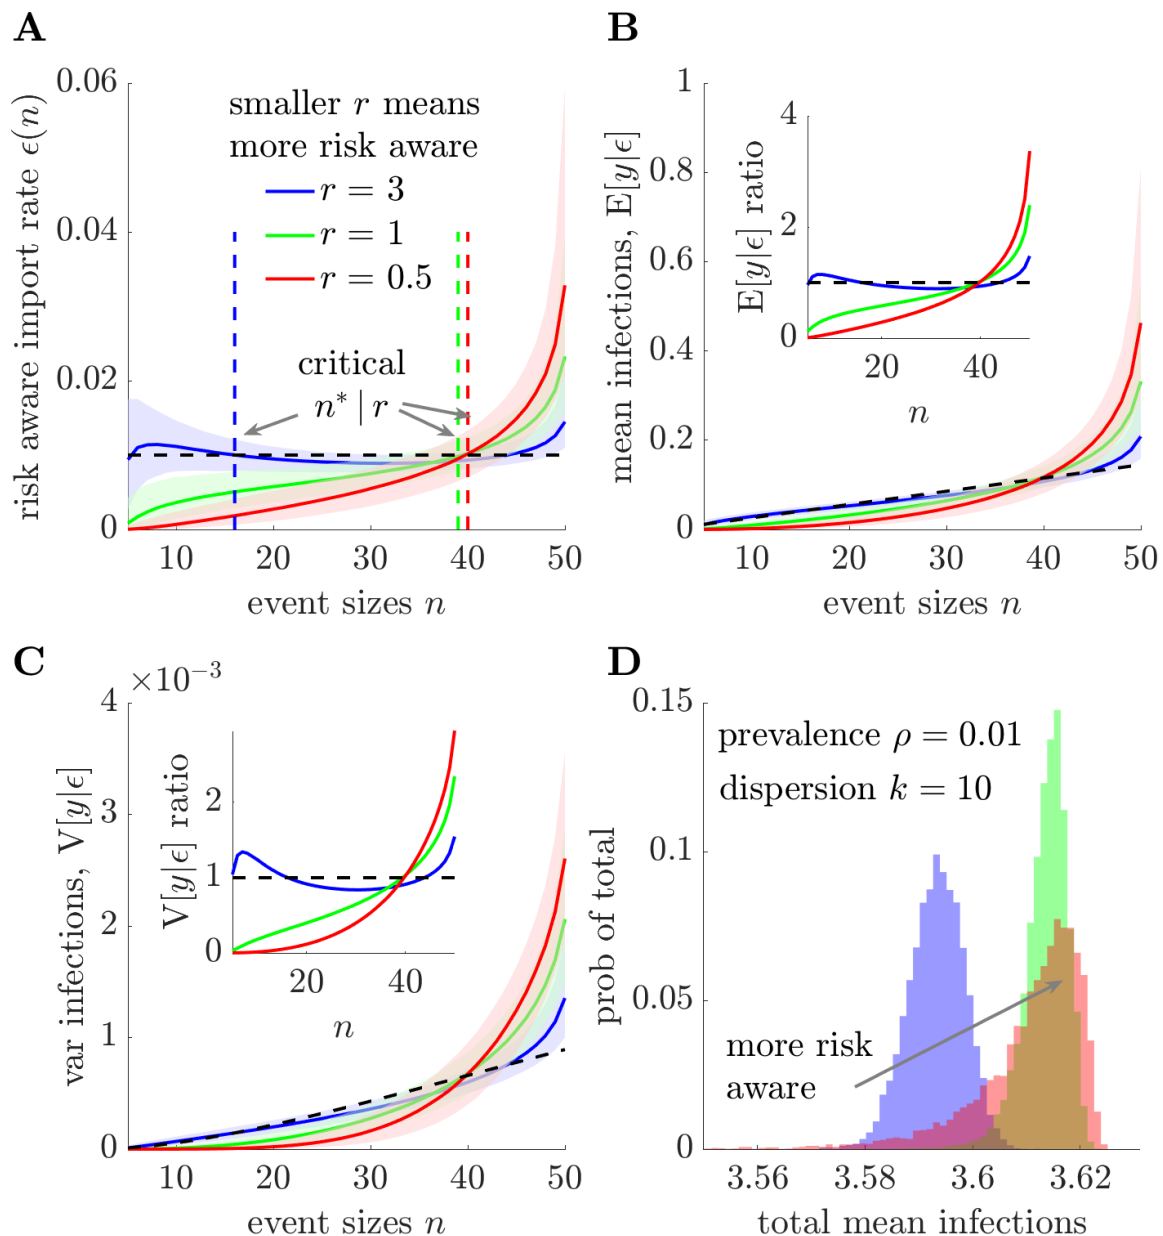 A
risk aware import rate ϵ(n)
0.06
0.04
0.02
0
smaller r means
more risk aware
r = 3
r = 1
r = 0.5
critical
n* | r
10 20 30 40 50
event sizes n
B
mean infections, E[y|ϵ]
1
0.8
0.6
0.4
0.2
0
E[y|ϵ] ratio
4
2
0
20 40
n
10 20 30 40 50
event sizes n
C
×10⁻³
var infections, V[y|ϵ]
4
3
2
1
0
V[y|ϵ] ratio
2
1
0
20 40
n
10 20 30 40 50
event sizes n
D
prob of total
0.15
0.1
0.05
0
prevalence ρ = 0.01
dispersion k = 10
more risk
aware
3.56 3.58 3.6 3.62
total mean infections